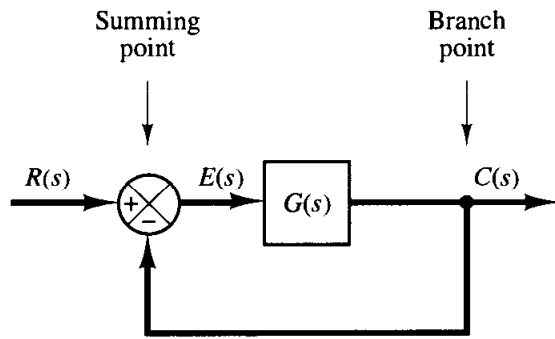 Summing
point
Branch
point
R(s)
+
−
E(s)
G(s)
C(s)